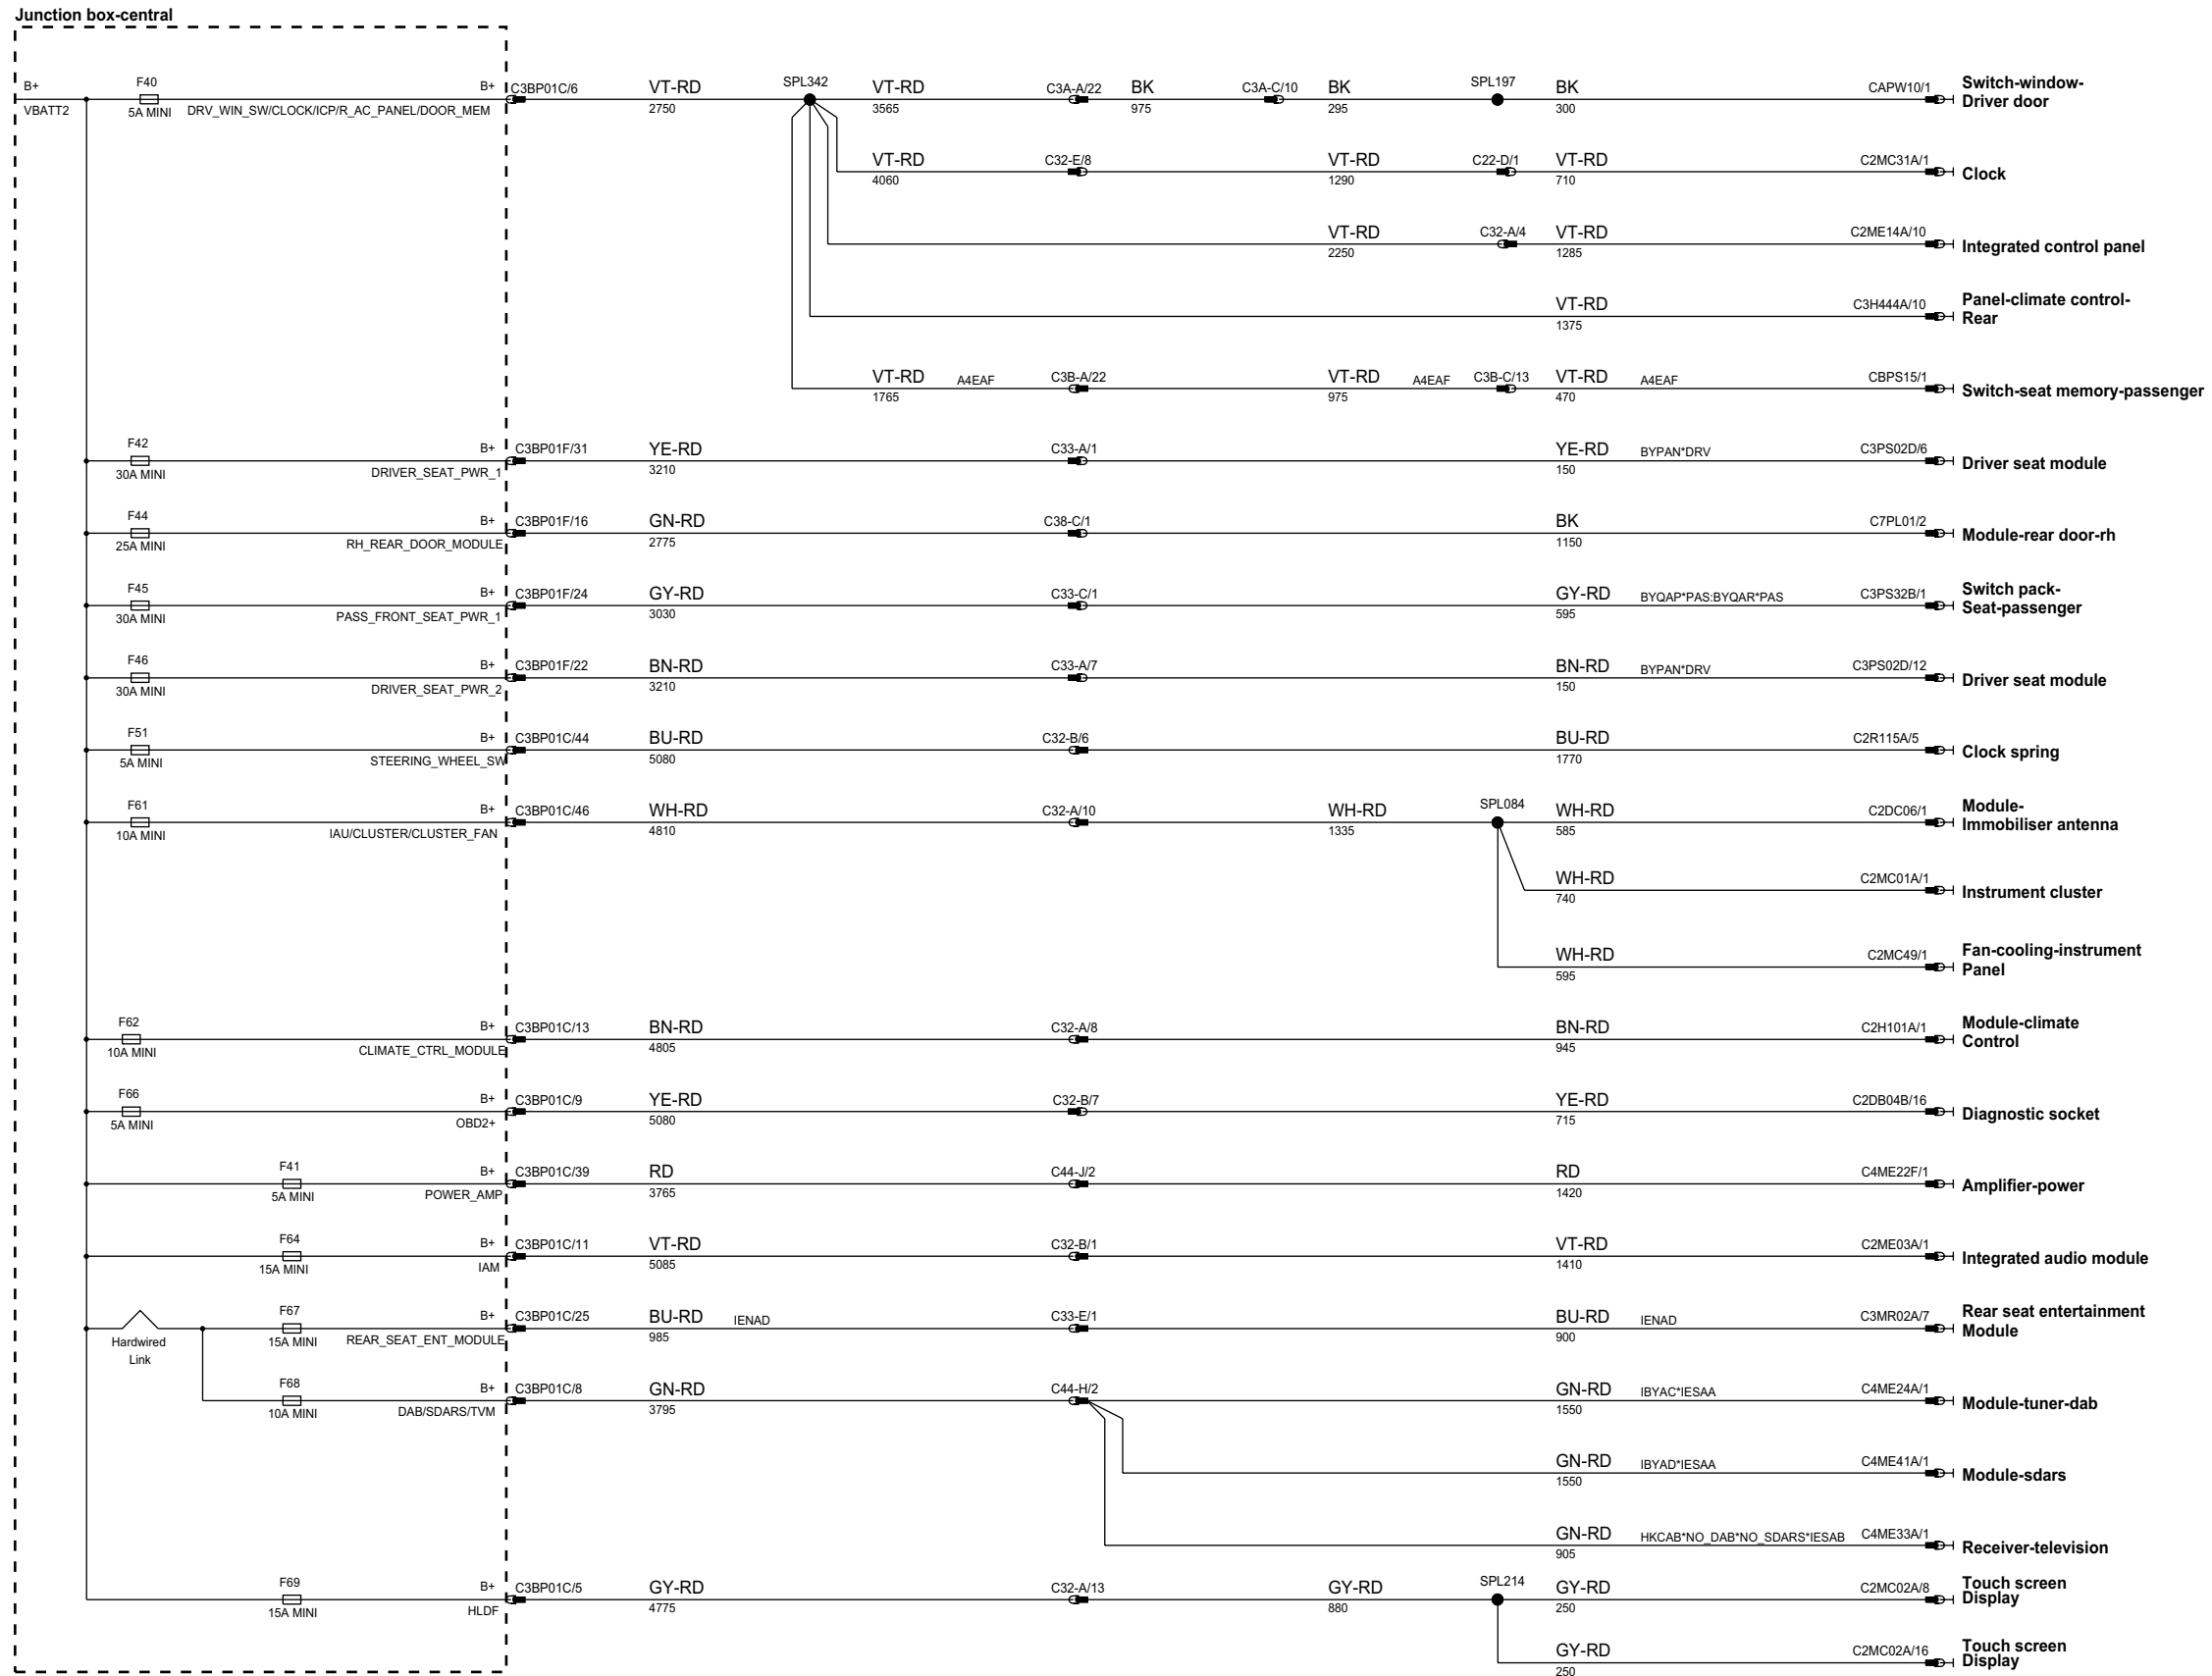 Junction box-central
B+
VBATT2
F40
5A MINI
B+
DRV_WIN_SW/CLOCK/ICP/R_AC_PANEL/DOOR_MEM
C3BP01C/6
VT-RD
2750
SPL342
VT-RD
3565
C3A-A/22
BK
975
C3A-C/10
BK
295
SPL197
BK
300
CAPW10/1
Switch-window-
Driver door
VT-RD
4060
C32-E/8
VT-RD
1290
C22-D/1
VT-RD
710
C2MC31A/1
Clock
VT-RD
2250
C32-A/4
VT-RD
1285
C2ME14A/10
Integrated control panel
VT-RD
1375
C3H444A/10
Panel-climate control-
Rear
VT-RD
1765
A4EAF
C3B-A/22
VT-RD
975
A4EAF
C3B-C/13
VT-RD
470
A4EAF
CBPS15/1
Switch-seat memory-passenger
F42
30A MINI
B+
DRIVER_SEAT_PWR_1
C3BP01F/31
YE-RD
3210
C33-A/1
YE-RD
150
BYPAN*DRV
C3PS02D/6
Driver seat module
F44
25A MINI
B+
RH_REAR_DOOR_MODULE
C3BP01F/16
GN-RD
2775
C38-C/1
BK
1150
C7PL01/2
Module-rear door-rh
F45
30A MINI
B+
PASS_FRONT_SEAT_PWR_1
C3BP01F/24
GY-RD
3030
C33-C/1
GY-RD
595
BYQAP*PAS:BYQAR*PAS
C3PS32B/1
Switch pack-
Seat-passenger
F46
30A MINI
B+
DRIVER_SEAT_PWR_2
C3BP01F/22
BN-RD
3210
C33-A/7
BN-RD
150
BYPAN*DRV
C3PS02D/12
Driver seat module
F51
5A MINI
B+
STEERING_WHEEL_SW
C3BP01C/44
BU-RD
5080
C32-B/6
BU-RD
1770
C2R115A/5
Clock spring
F61
10A MINI
B+
IAU/CLUSTER/CLUSTER_FAN
C3BP01C/46
WH-RD
4810
C32-A/10
WH-RD
1335
SPL084
WH-RD
585
C2DC06/1
Module-
Immobiliser antenna
WH-RD
740
C2MC01A/1
Instrument cluster
WH-RD
595
C2MC49/1
Fan-cooling-instrument
Panel
F62
10A MINI
B+
CLIMATE_CTRL_MODULE
C3BP01C/13
BN-RD
4805
C32-A/8
BN-RD
945
C2H101A/1
Module-climate
Control
F66
5A MINI
B+
OBD2+
C3BP01C/9
YE-RD
5080
C32-B/7
YE-RD
715
C2DB04B/16
Diagnostic socket
F41
5A MINI
B+
POWER_AMP
C3BP01C/39
RD
3765
C44-J/2
RD
1420
C4ME22F/1
Amplifier-power
F64
15A MINI
B+
IAM
C3BP01C/11
VT-RD
5085
C32-B/1
VT-RD
1410
C2ME03A/1
Integrated audio module
Hardwired
Link
F67
15A MINI
B+
REAR_SEAT_ENT_MODULE
C3BP01C/25
BU-RD
985
IENAD
C33-E/1
BU-RD
900
IENAD
C3MR02A/7
Rear seat entertainment
Module
F68
10A MINI
B+
DAB/SDARS/TVM
C3BP01C/8
GN-RD
3795
C44-H/2
GN-RD
1550
IBYAC*IESAA
C4ME24A/1
Module-tuner-dab
GN-RD
1550
IBYAD*IESAA
C4ME41A/1
Module-sdars
GN-RD
905
HKCAB*NO_DAB*NO_SDARS*IESAB
C4ME33A/1
Receiver-television
F69
15A MINI
B+
HLDF
C3BP01C/5
GY-RD
4775
C32-A/13
GY-RD
880
SPL214
GY-RD
250
C2MC02A/8
Touch screen
Display
GY-RD
250
C2MC02A/16
Touch screen
Display